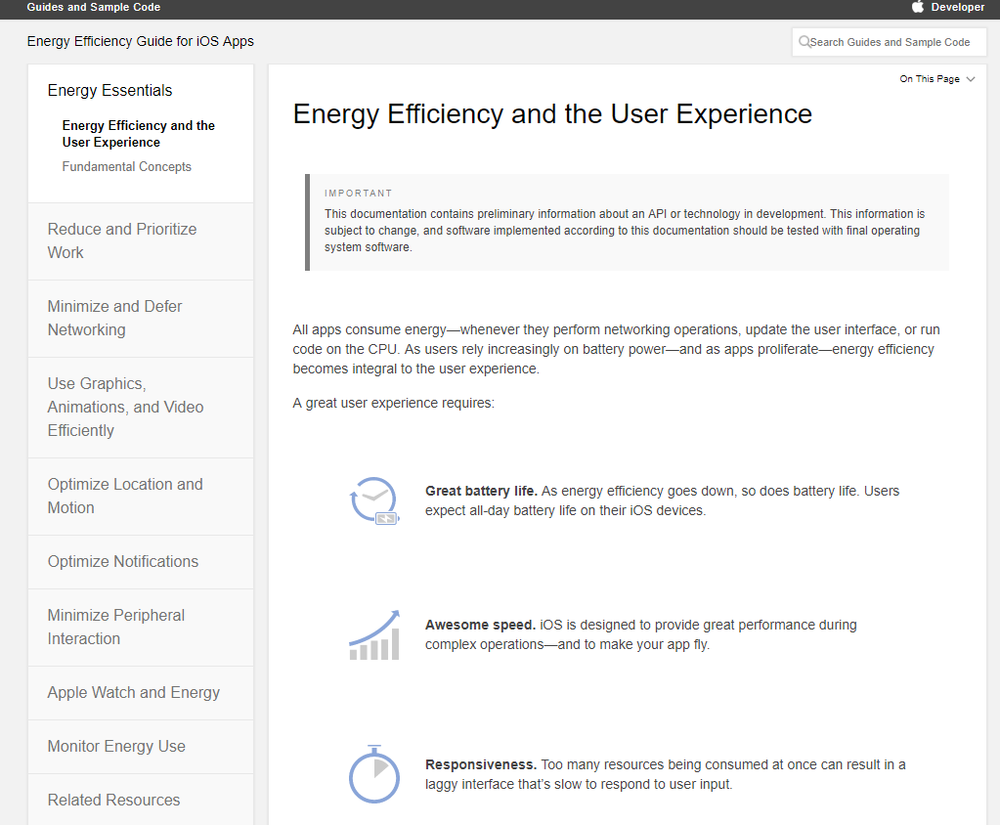 Guides and Sample Code
Developer
Energy Efficiency Guide for iOS Apps
Search Guides and Sample Code
Energy Essentials
Energy Efficiency and the
User Experience
Fundamental Concepts
Reduce and Prioritize
Work
Minimize and Defer
Networking
Use Graphics,
Animations, and Video
Efficiently
Optimize Location and
Motion
Optimize Notifications
Minimize Peripheral
Interaction
Apple Watch and Energy
Monitor Energy Use
Related Resources
On This Page
Energy Efficiency and the User Experience
IMPORTANT
This documentation contains preliminary information about an API or technology in development. This information is
subject to change, and software implemented according to this documentation should be tested with final operating
system software.
All apps consume energy—whenever they perform networking operations, update the user interface, or run
code on the CPU. As users rely increasingly on battery power—and as apps proliferate—energy efficiency
becomes integral to the user experience.
A great user experience requires:
Great battery life. As energy efficiency goes down, so does battery life. Users
expect all-day battery life on their iOS devices.
Awesome speed. iOS is designed to provide great performance during
complex operations—and to make your app fly.
Responsiveness. Too many resources being consumed at once can result in a
laggy interface that’s slow to respond to user input.